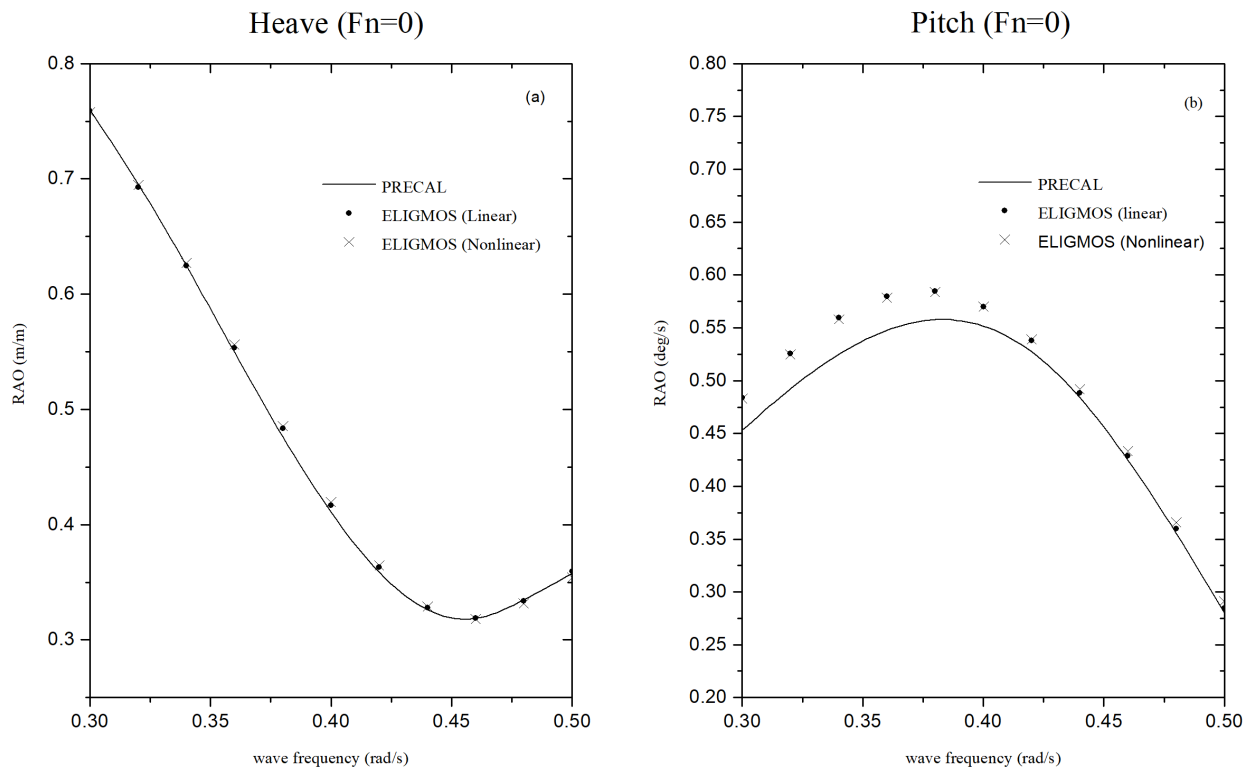 Heave (Fn=0)
0.8
0.7
0.6
0.5
0.4
0.3
RAO (m/m)
(a)
PRECAL
ELIGMOS (Linear)
ELIGMOS (Nonlinear)
0.30
0.35
0.40
0.45
0.50
wave frequency (rad/s)
Pitch (Fn=0)
0.80
0.75
0.70
0.65
0.60
0.55
0.50
0.45
0.40
0.35
0.30
0.25
0.20
RAO (deg/s)
(b)
PRECAL
ELIGMOS (linear)
ELIGMOS (Nonlinear)
0.30
0.35
0.40
0.45
0.50
wave frequency (rad/s)